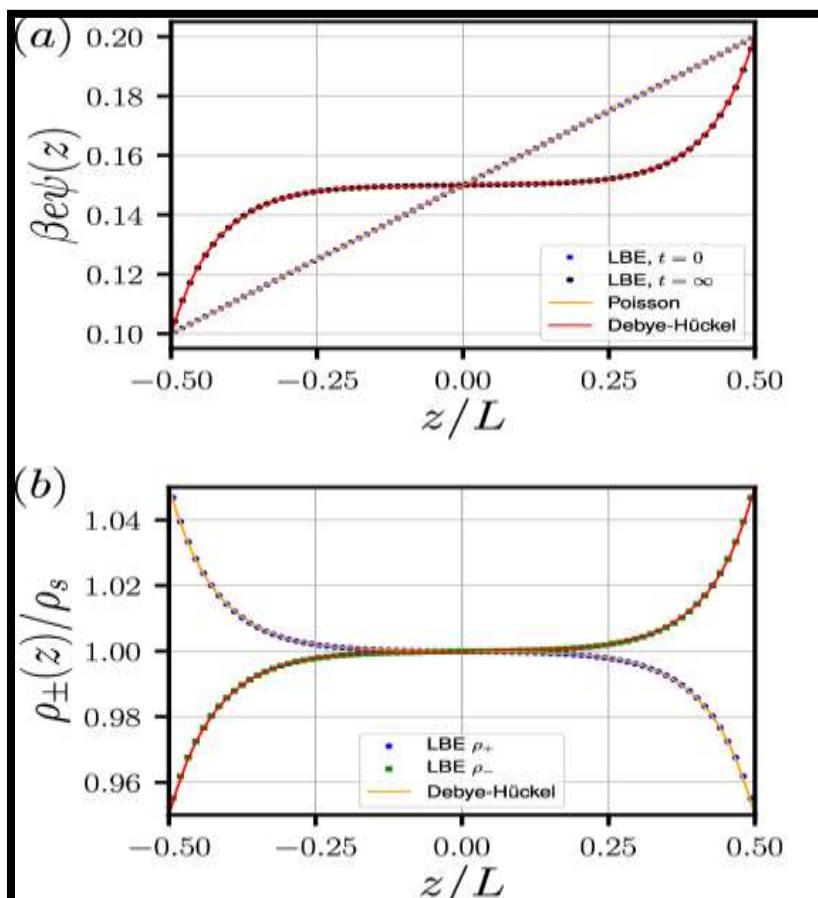 (a)
0.20
0.18
0.16
0.14
0.12
0.10
βeψ(z)
LBE, t = 0
LBE, t = ∞
Poisson
Debye-Hückel
−0.50 −0.25 0.00 0.25 0.50
z/L
(b)
1.04
1.02
1.00
0.98
0.96
ρ±(z)/ρs
LBE ρ+
LBE ρ−
Debye-Hückel
−0.50 −0.25 0.00 0.25 0.50
z/L